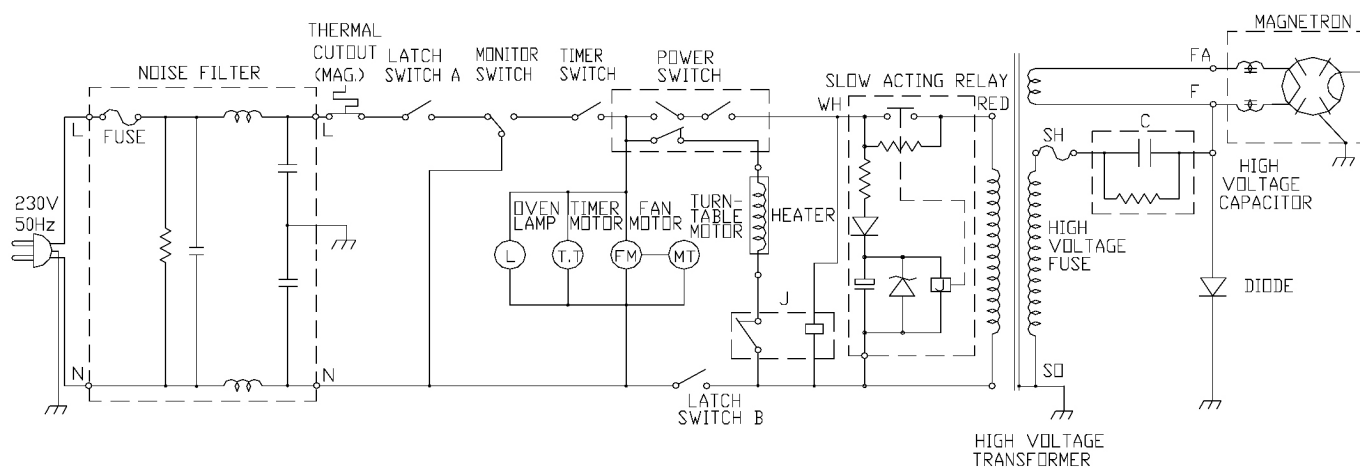 MAGNETRON
THERMAL
CUTOUT
(MAG.)
LATCH
SWITCH A
MONITOR
SWITCH
TIMER
SWITCH
POWER
SWITCH
NOISE FILTER
SLOW ACTING RELAY
FA
F
WH
RED
L
FUSE
L
SH
C
HIGH
VOLTAGE
CAPACITOR
230V
50Hz
OVEN
LAMP
TIMER
MOTOR
FAN
MOTOR
TURN-
TABLE
MOTOR
HEATER
HIGH
VOLTAGE
FUSE
L
T.T
FM
MT
J
J
DIODE
N
N
SO
LATCH
SWITCH B
HIGH VOLTAGE
TRANSFORMER